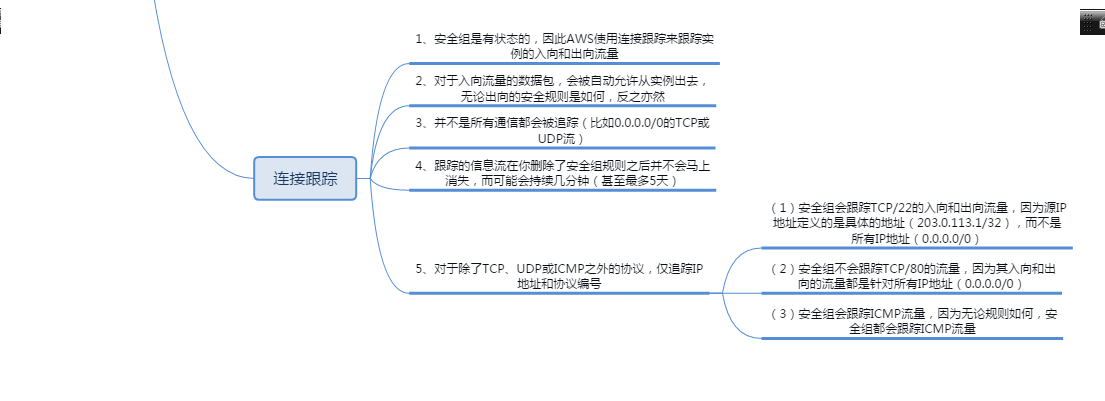 1、安全组是有状态的，因此AWS使用连接跟踪来跟踪实
例的入向和出向流量
2、对于入向流量的数据包，会被自动允许从实例出去，
无论出向的安全规则是如何，反之亦然
3、并不是所有通信都会被追踪（比如0.0.0.0/0的TCP或
UDP流）
连接跟踪
4、跟踪的信息流在你删除了安全组规则之后并不会马上
消失，而可能会持续几分钟（甚至最多5天）
5、对于除了TCP、UDP或ICMP之外的协议，仅追踪IP
地址和协议编号
（1）安全组会跟踪TCP/22的入向和出向流量，因为源IP
地址定义的是具体的地址（203.0.113.1/32），而不是
所有IP地址（0.0.0.0/0）
（2）安全组不会跟踪TCP/80的流量，因为其入向和出
向的流量都是针对所有IP地址（0.0.0.0/0）
（3）安全组会跟踪ICMP流量，因为无论规则如何，安
全组都会跟踪ICMP流量